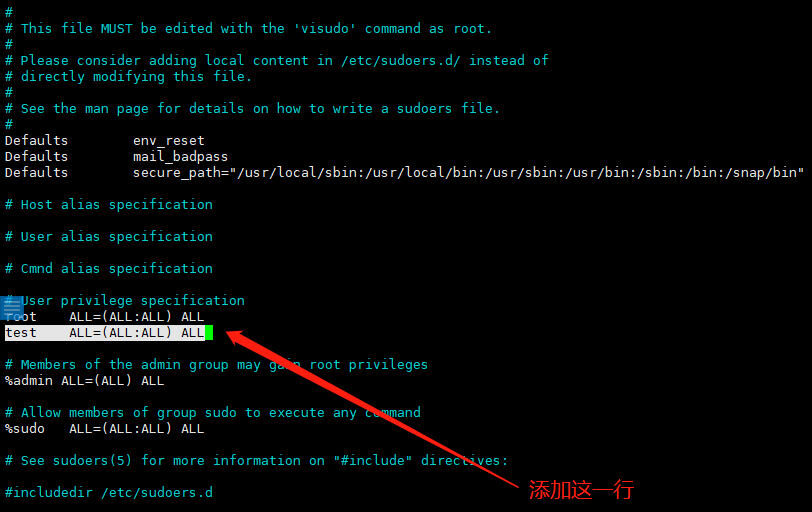 #
# This file MUST be edited with the 'visudo' command as root.
#
# Please consider adding local content in /etc/sudoers.d/ instead of
# directly modifying this file.
#
# See the man page for details on how to write a sudoers file.
#
Defaults        env_reset
Defaults        mail_badpass
Defaults        secure_path="/usr/local/sbin:/usr/local/bin:/usr/sbin:/usr/bin:/sbin:/bin:/snap/bin"
# Host alias specification
# User alias specification
# Cmnd alias specification
# User privilege specification
root    ALL=(ALL:ALL) ALL
test    ALL=(ALL:ALL) ALL
# Members of the admin group may gain root privileges
%admin ALL=(ALL) ALL
# Allow members of group sudo to execute any command
%sudo   ALL=(ALL:ALL) ALL
# See sudoers(5) for more information on "#include" directives:
#includedir /etc/sudoers.d
添加这一行